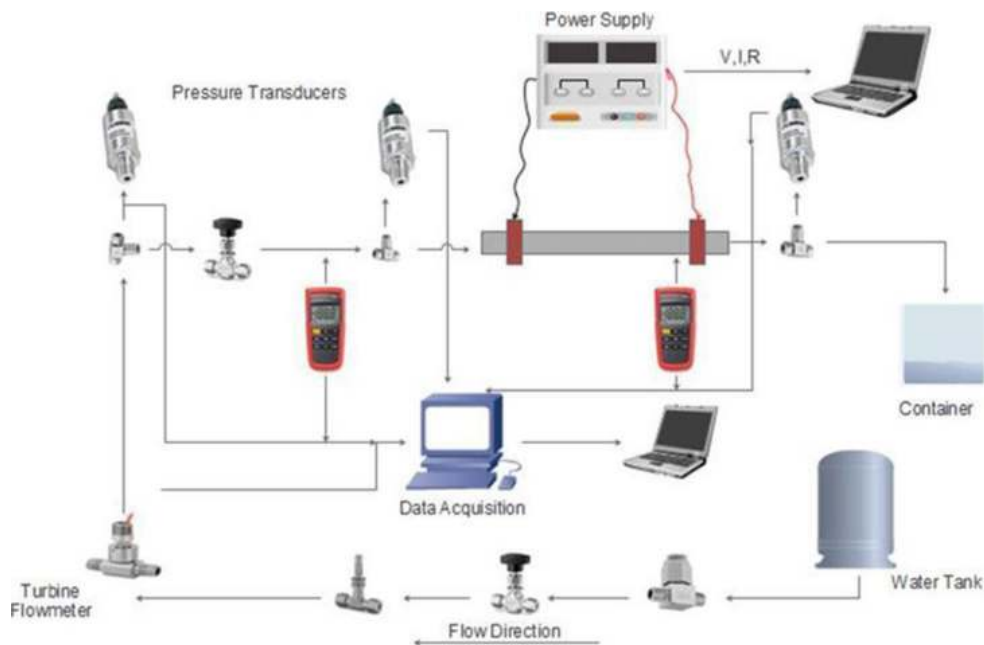 Power Supply
V,I,R
Pressure Transducers
Container
Data Acquisition
Water Tank
Turbine
Flowmeter
Flow Direction